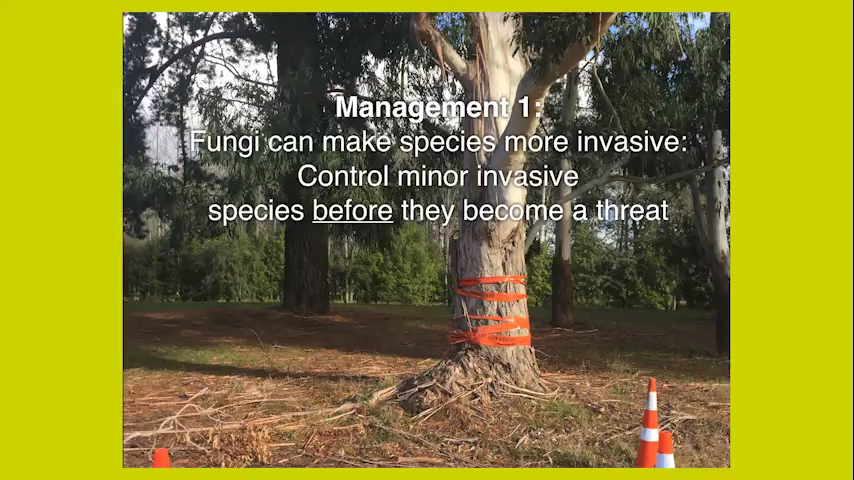 Management 1:
Fungi can make species more invasive:
Control minor invasive
species before they become a threat